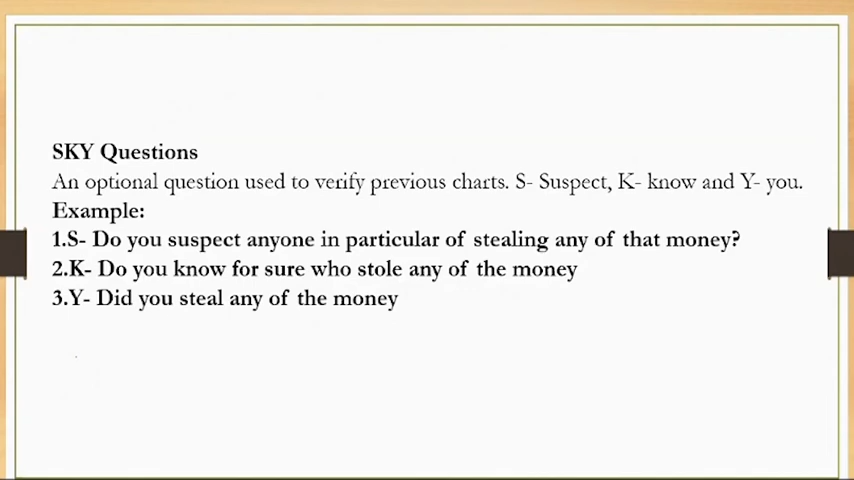 SKY Questions
An optional question used to verify previous charts. S- Suspect, K- know and Y- you.
Example:
1.S- Do you suspect anyone in particular of stealing any of that money?
2.K- Do you know for sure who stole any of the money
3.Y- Did you steal any of the money